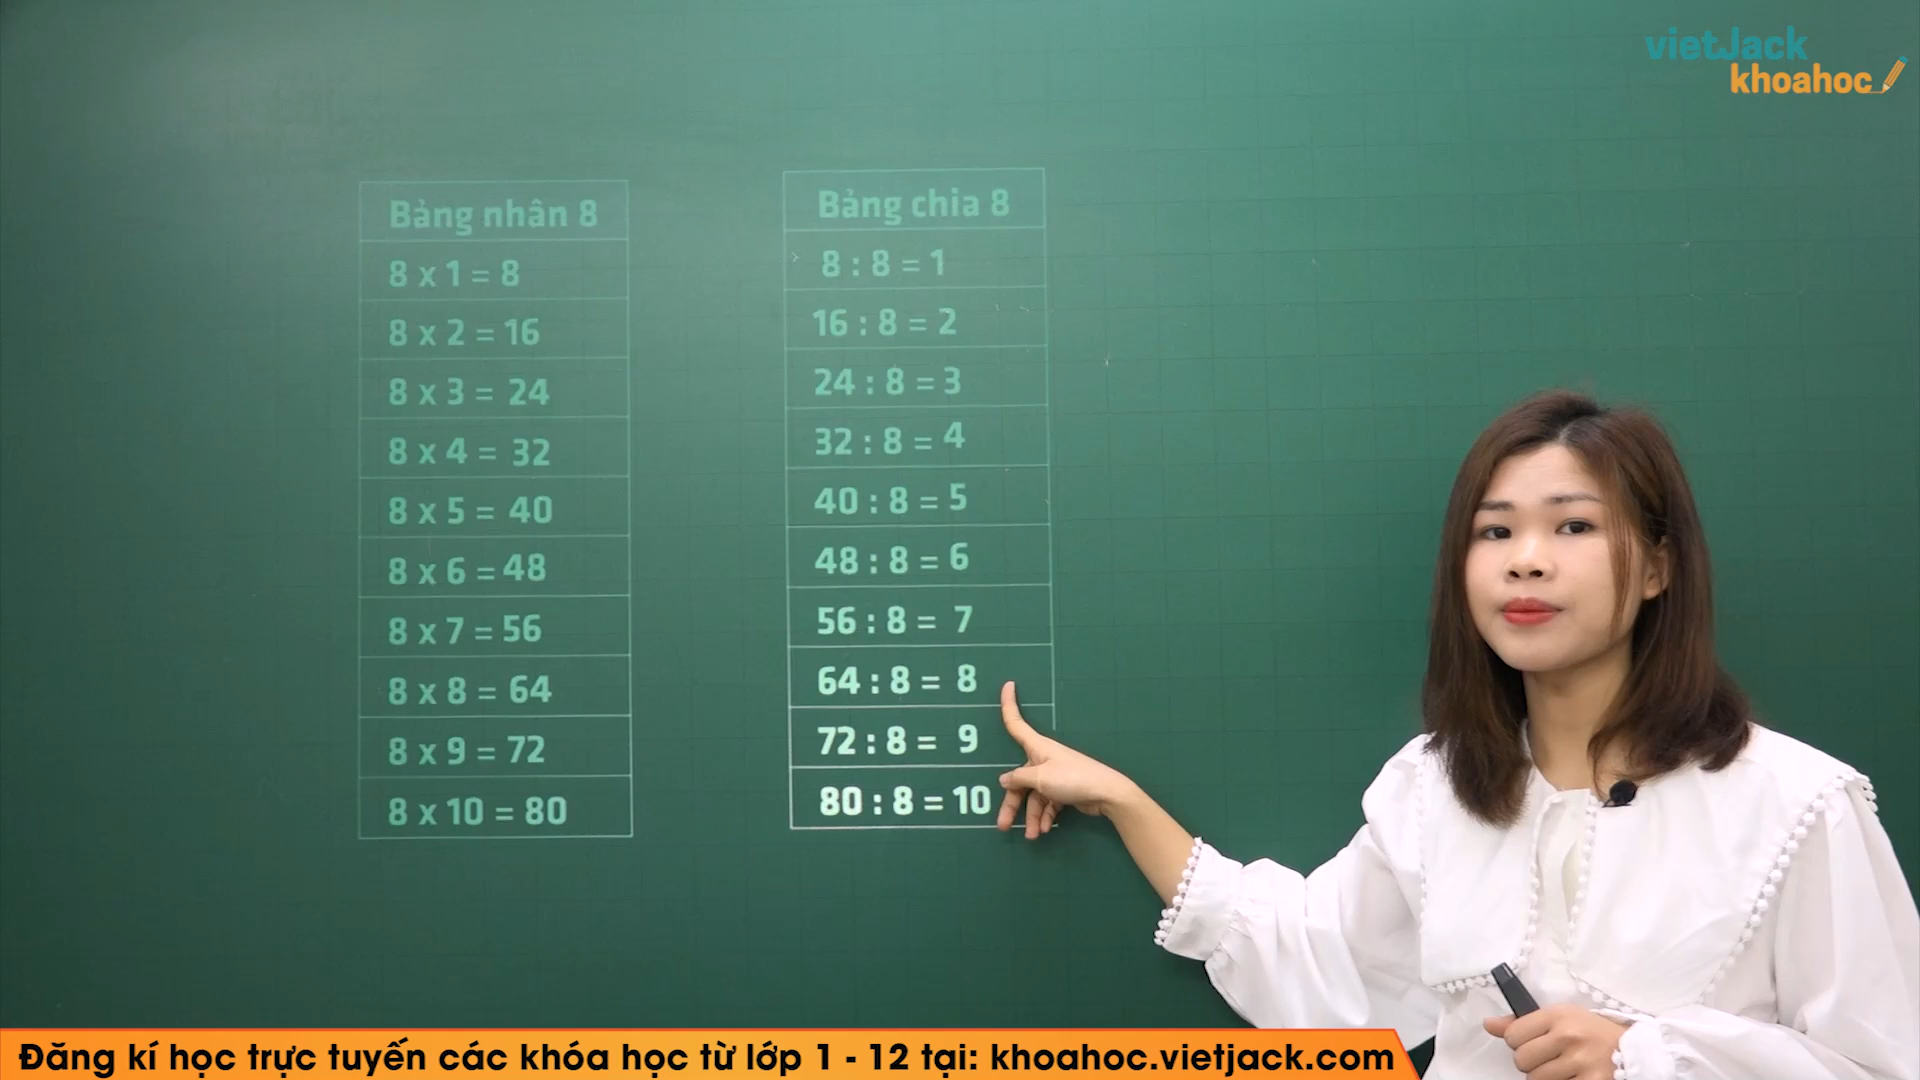 vietJack
khoahoc
Bảng nhân 8
8 x 1 = 8
8 x 2 = 16
8 x 3 = 24
8 x 4 = 32
8 x 5 = 40
8 x 6 = 48
8 x 7 = 56
8 x 8 = 64
8 x 9 = 72
8 x 10 = 80
Bảng chia 8
8 : 8 = 1
16 : 8 = 2
24 : 8 = 3
32 : 8 = 4
40 : 8 = 5
48 : 8 = 6
56 : 8 = 7
64 : 8 = 8
72 : 8 = 9
80 : 8 = 10
Đăng kí học trực tuyến các khóa học từ lớp 1 - 12 tại: khoahoc.vietjack.com